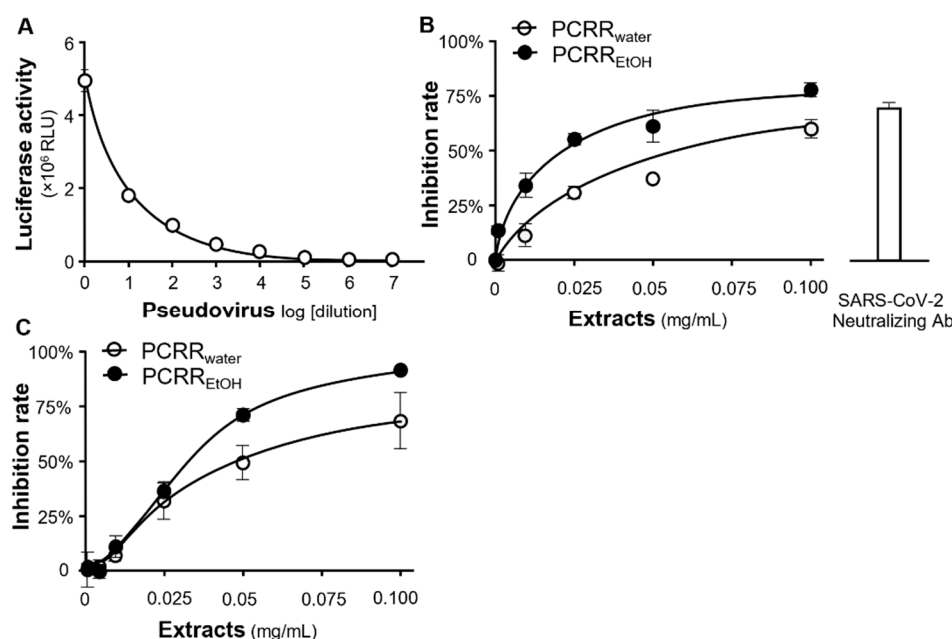 A
Luciferase activity
(×10⁶ RLU)
6
4
2
0
0 1 2 3 4 5 6 7
Pseudovirus log [dilution]
B
PCRRwater
PCRREtOH
Inhibition rate
100%
75%
50%
25%
0
0 0.025 0.05 0.075 0.100
Extracts (mg/mL)
SARS-CoV-2
Neutralizing Ab
C
PCRRwater
PCRREtOH
Inhibition rate
100%
75%
50%
25%
0
0 0.025 0.05 0.075 0.100
Extracts (mg/mL)